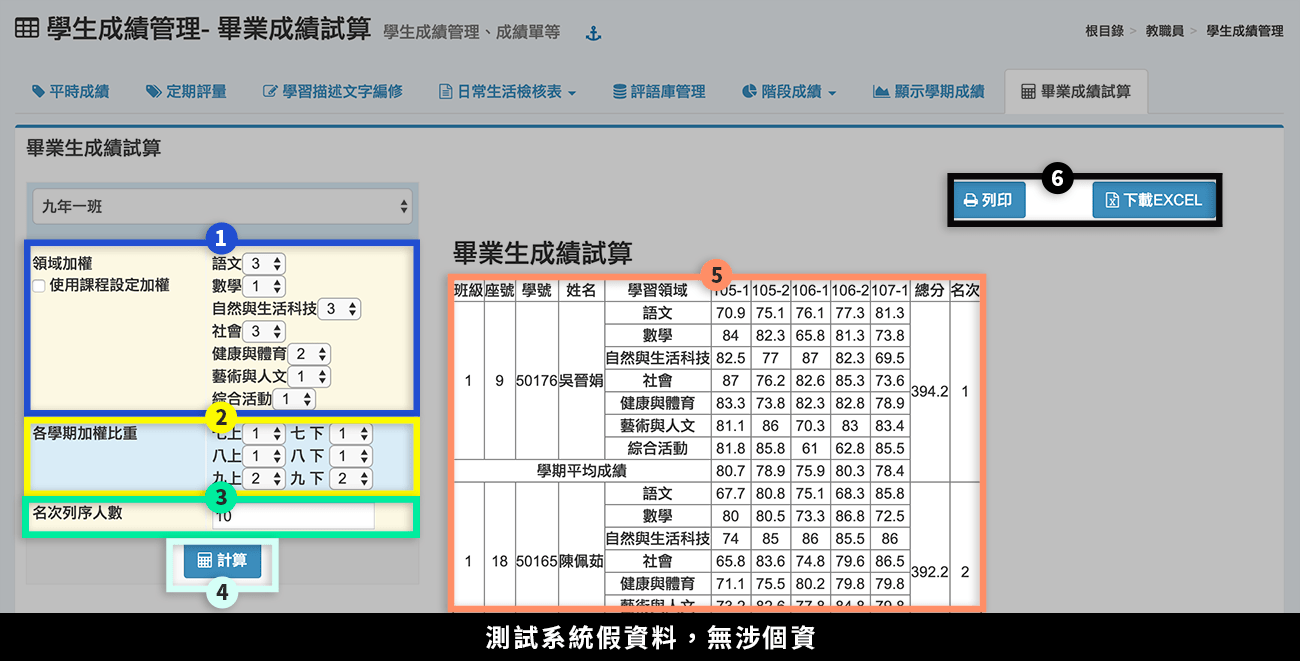 學生成績管理- 畢業成績試算 學生成績管理、成績單等
根目錄 > 教職員 > 學生成績管理
平時成績 定期評量 學習描述文字編修 日常生活檢核表 評語庫管理 階段成績 顯示學期成績 畢業成績試算
畢業生成績試算
九年一班
1
領域加權
使用課程設定加權
語文 3
數學 1
自然與生活科技 3
社會 3
健康與體育 2
藝術與人文 1
綜合活動 1
2
各學期加權比重
七上 1 七下 1
八上 1 八下 1
九上 2 九下 2
3
名次列序人數 10
計算
4
6
列印 下載EXCEL
畢業生成績試算
5
班級 座號 學號 姓名 學習領域 105-1 105-2 106-1 106-2 107-1 總分 名次
1 9 50176 吳晉娟 394.2 1
語文 70.9 75.1 76.1 77.3 81.3
數學 84 82.3 65.8 81.3 73.8
自然與生活科技 82.5 77 87 82.3 69.5
社會 87 76.2 82.6 85.3 73.6
健康與體育 83.3 73.8 82.3 82.8 78.9
藝術與人文 81.1 86 70.3 83 83.4
綜合活動 81.8 85.8 61 62.8 85.5
學期平均成績 80.7 78.9 75.9 80.3 78.4
1 18 50165 陳佩茹 392.2 2
語文 67.7 80.8 75.1 68.3 85.8
數學 80 80.5 73.3 86.8 72.5
自然與生活科技 74 85 86 85.5 86
社會 65.8 83.6 74.8 79.6 86.5
健康與體育 71.1 75.5 80.2 79.8 79.8
藝術與人文 73.2 82.6 77.8 84.8 79.8
測試系統假資料，無涉個資